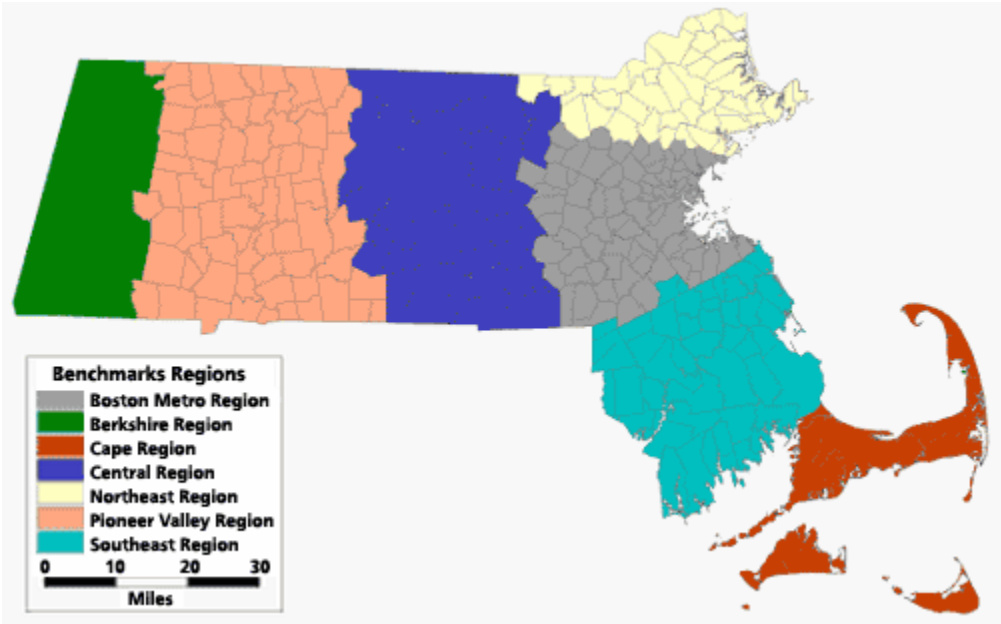 Benchmarks Regions
Boston Metro Region
Berkshire Region
Cape Region
Central Region
Northeast Region
Pioneer Valley Region
Southeast Region
0 10 20 30
Miles